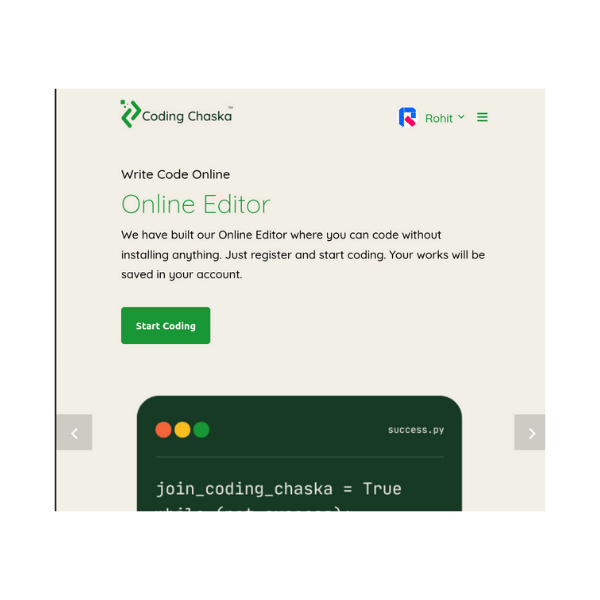 Coding Chaska™
Rohit
Write Code Online
Online Editor
We have built our Online Editor where you can code without
installing anything. Just register and start coding. Your works will be
saved in your account.
Start Coding
success.py
join_coding_chaska = True